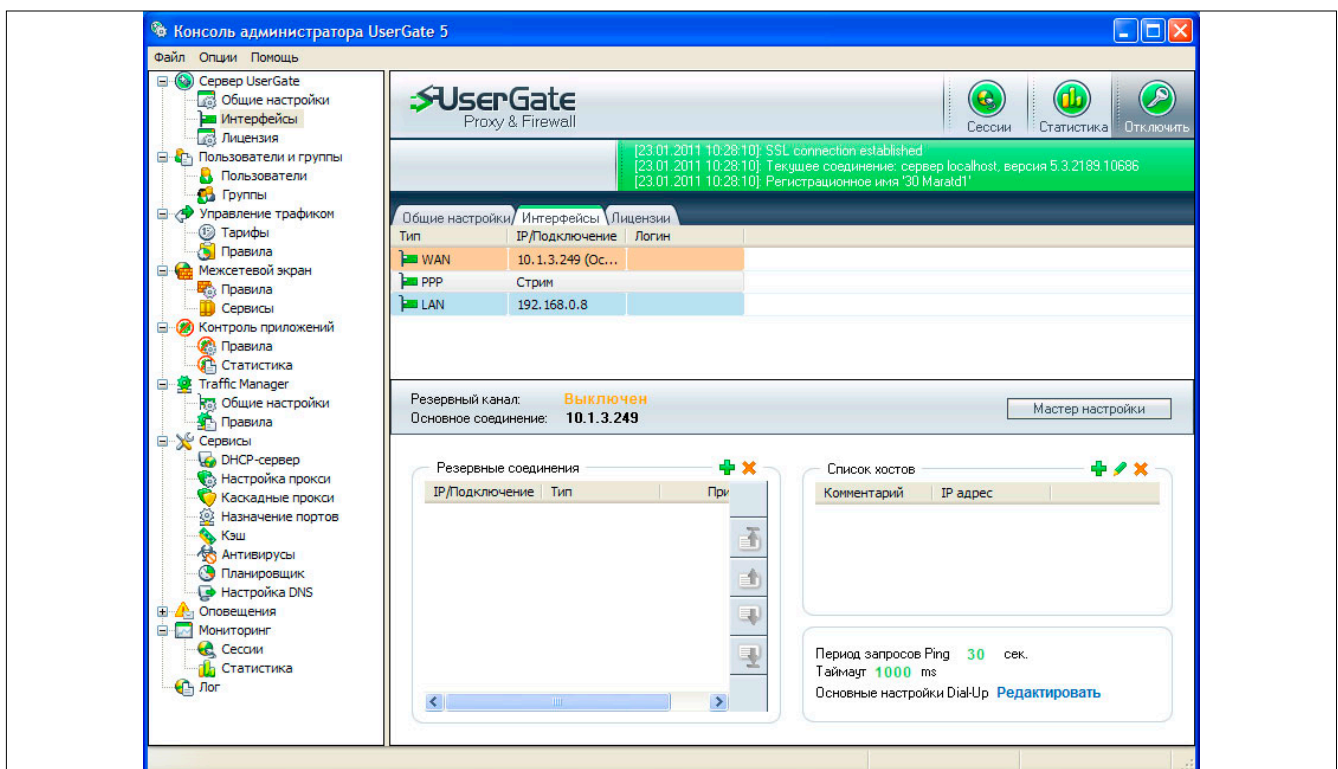 Консоль администратора UserGate 5
Файл Опции Помощь
Сервер UserGate
Общие настройки
Интерфейсы
Лицензия
Пользователи и группы
Пользователи
Группы
Управление трафиком
Тарифы
Правила
Межсетевой экран
Правила
Сервисы
Контроль приложений
Правила
Статистика
Traffic Manager
Общие настройки
Правила
Сервисы
DHCP-сервер
Настройка прокси
Каскадные прокси
Назначение портов
Кэш
Антивирусы
Планировщик
Настройка DNS
Оповещения
Мониторинг
Сессии
Статистика
Лог
UserGate
Proxy & Firewall
Сессии Статистика Отключить
[23.01.2011 10:28:10]: SSL connection established
[23.01.2011 10:28:10]: Текущее соединение: сервер localhost, версия 5.3.2189.10686
[23.01.2011 10:28:10]: Регистрационное имя '30 Maratd1'
Общие настройки Интерфейсы Лицензии
Тип IP/Подключение Логин
WAN 10.1.3.249 (Ос...
PPP Стрим
LAN 192.168.0.8
Резервный канал: Выключен
Основное соединение: 10.1.3.249
Мастер настройки
Резервные соединения
IP/Подключение Тип При
Список хостов
Комментарий IP адрес
Период запросов Ping 30 сек.
Таймаут 1000 ms
Основные настройки Dial-Up Редактировать